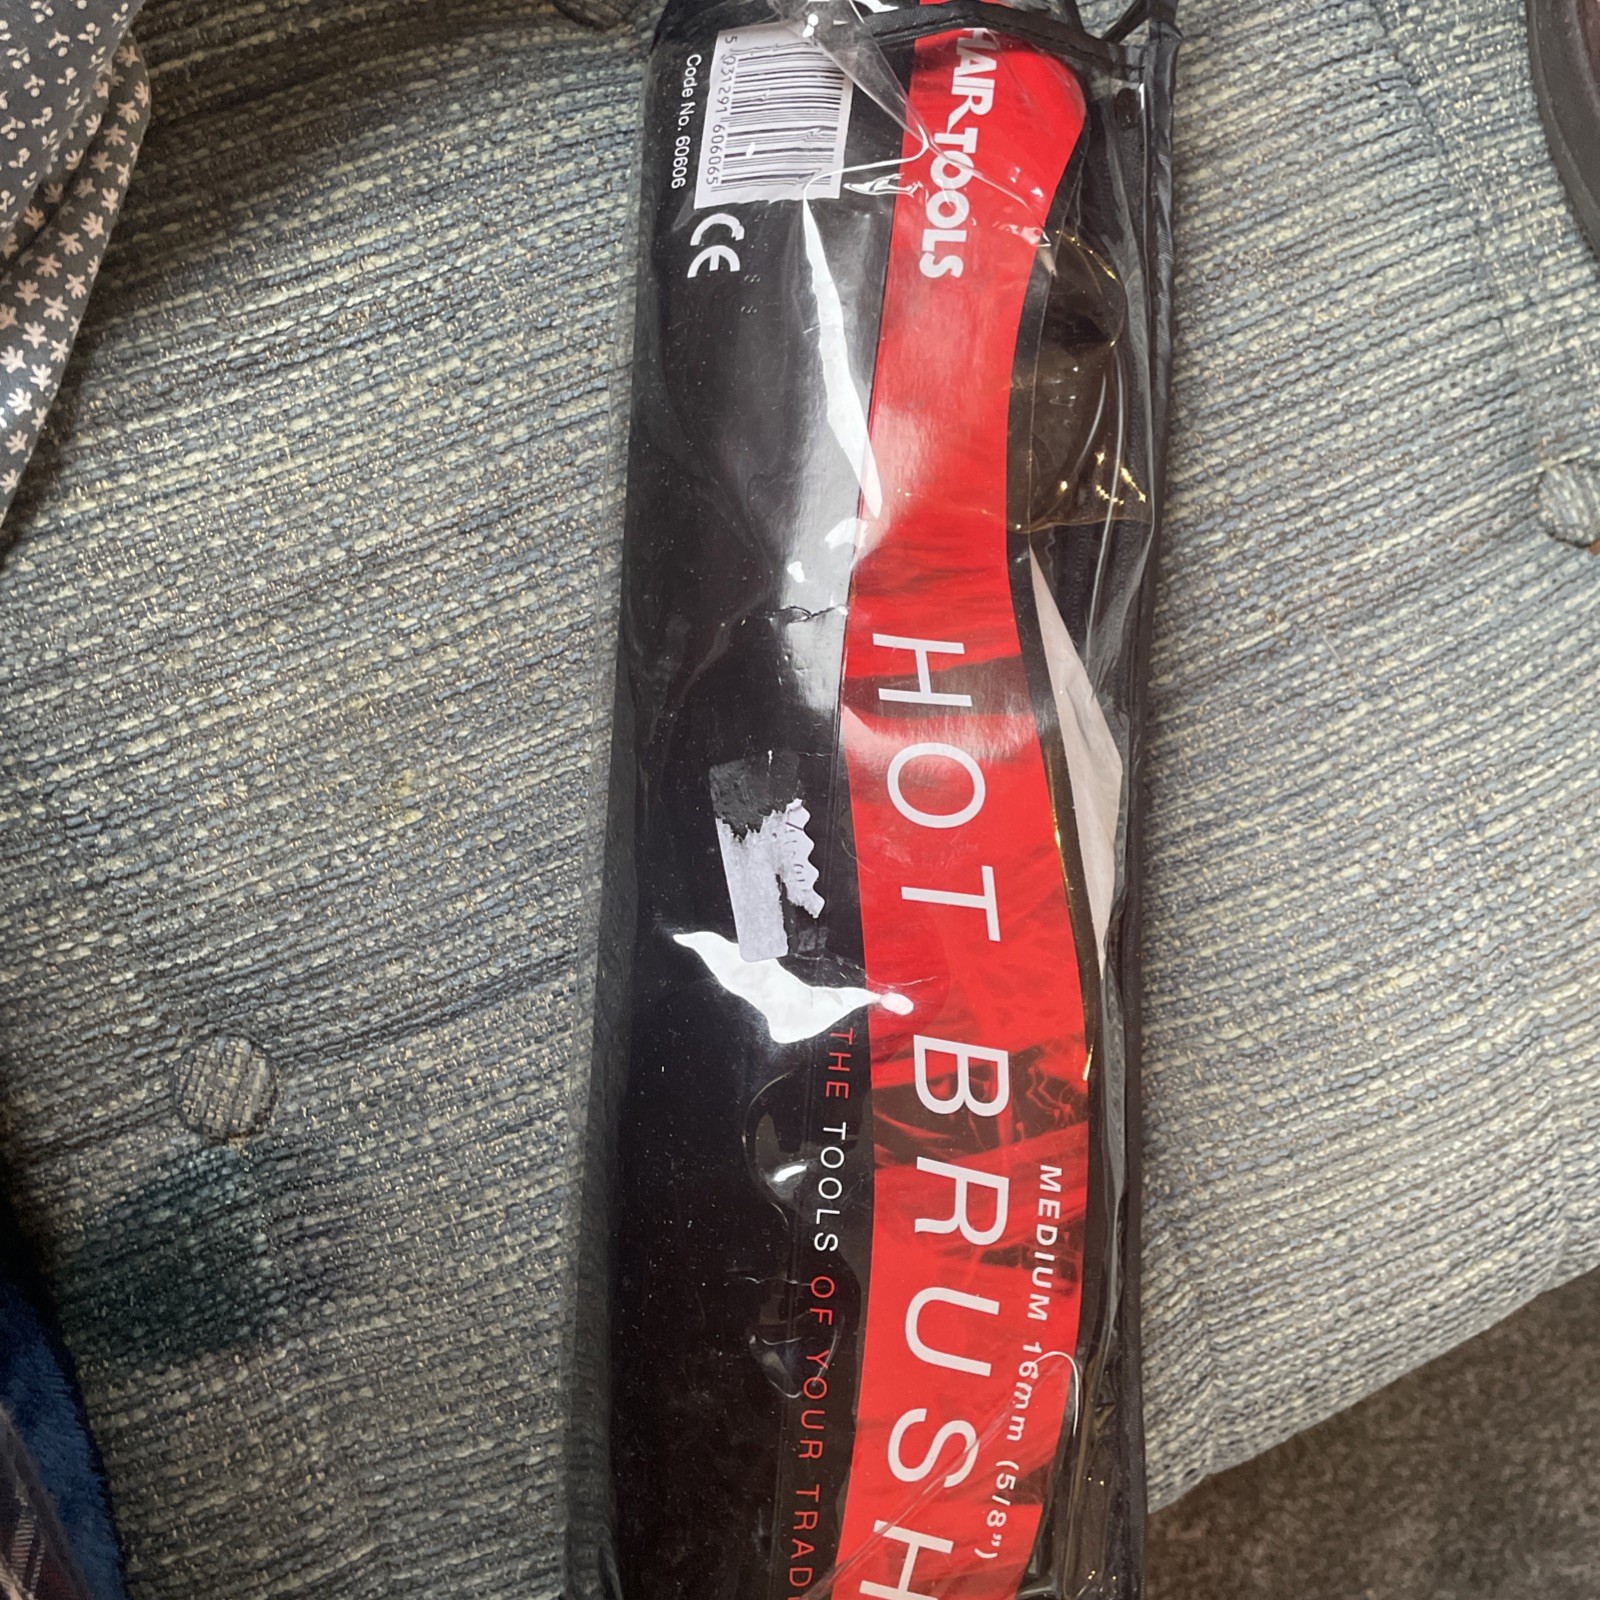 HAIR TOOLS
HOT BRUSH
MEDIUM 16mm (5/8")
THE TOOLS OF YOUR TRAD
5 031291 606065
Code No. 60606
CE